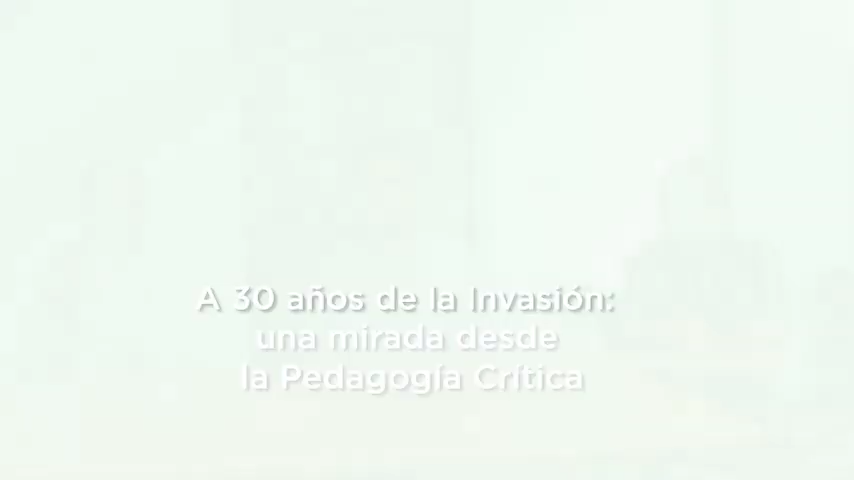 A 30 años de la Invasión:
una mirada desde
la Pedagogía Crítica